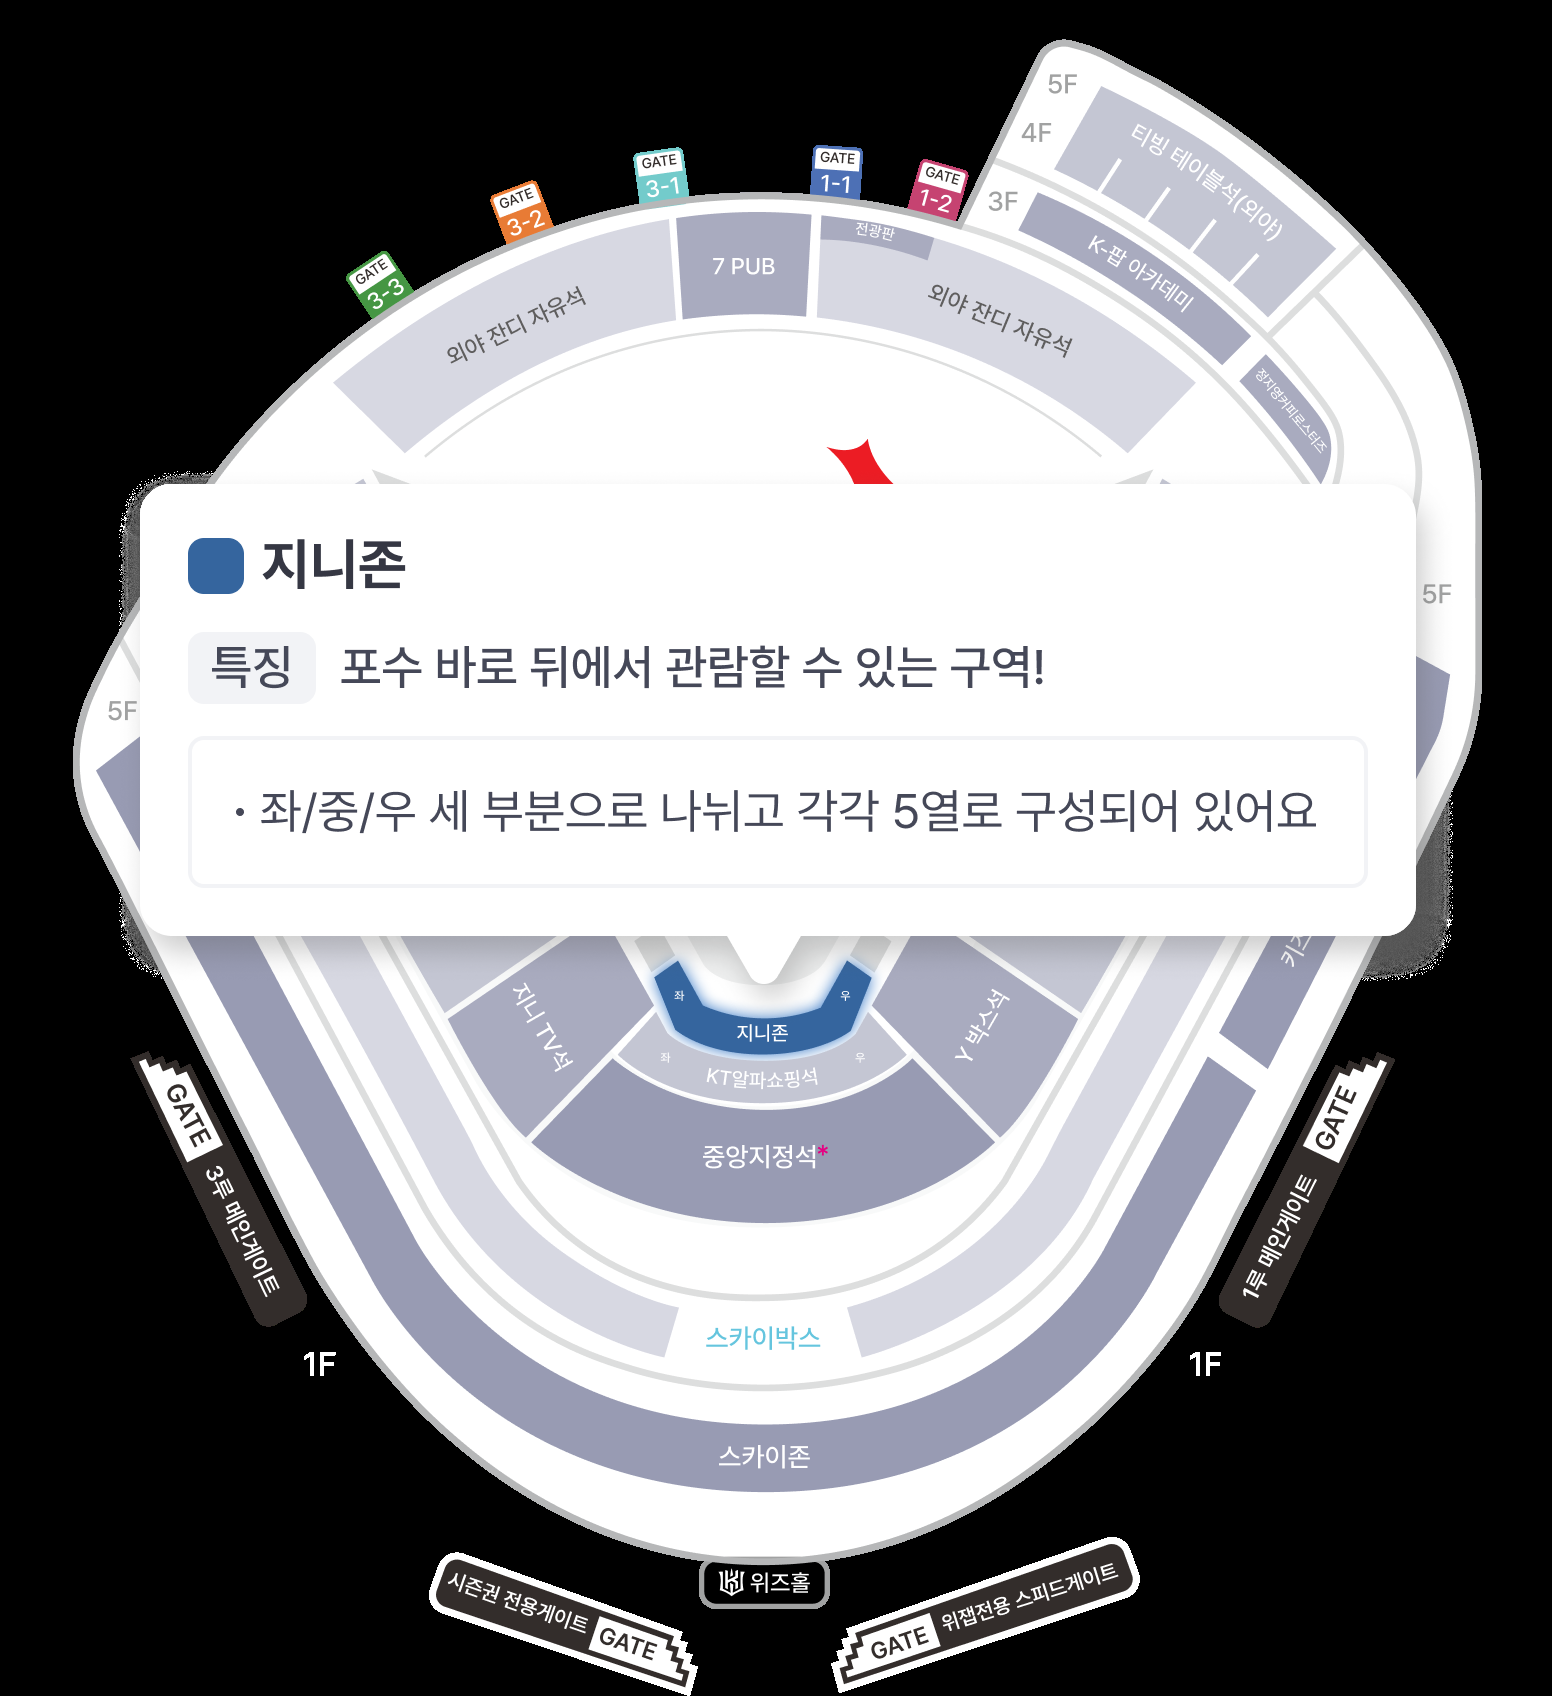 5F
4F
티빙 테이블석(외야)
GATE
3-1
GATE
1-1
GATE
1-2
GATE
3-2
3F
K-팝 아카데미
GATE
3-3
전광판
7 PUB
외야 잔디 자유석
외야 잔디 자유석
정지영커피로스터즈
지니존
5F
특징 포수 바로 뒤에서 관람할 수 있는 구역!
5F
• 좌/중/우 세 부분으로 나뉘고 각각 5열로 구성되어 있어요
좌
우
지니존
지니 TV석
Y 박스석
좌
우
KT알파쇼핑석
중앙지정석*
GATE 3루 메인게이트
1루 메인게이트 GATE
스카이박스
1F
1F
스카이존
시즌권 전용게이트 GATE
위즈홀
GATE 위잽전용 스피드게이트